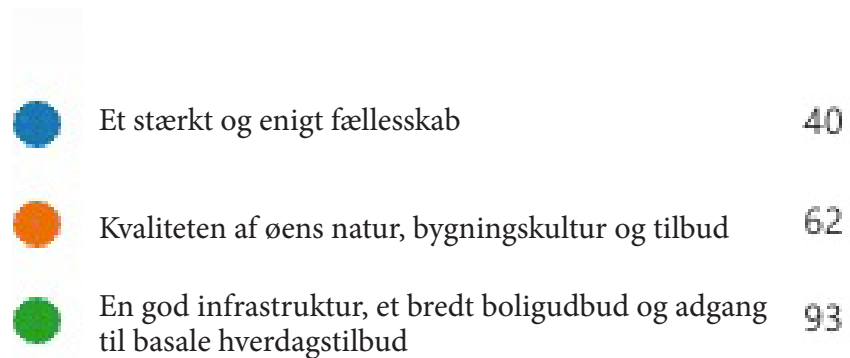 Et stærkt og enigt fællesskab 40
Kvaliteten af øens natur, bygningskultur og tilbud 62
En god infrastruktur, et bredt boligudbud og adgang 93
til basale hverdagstilbud